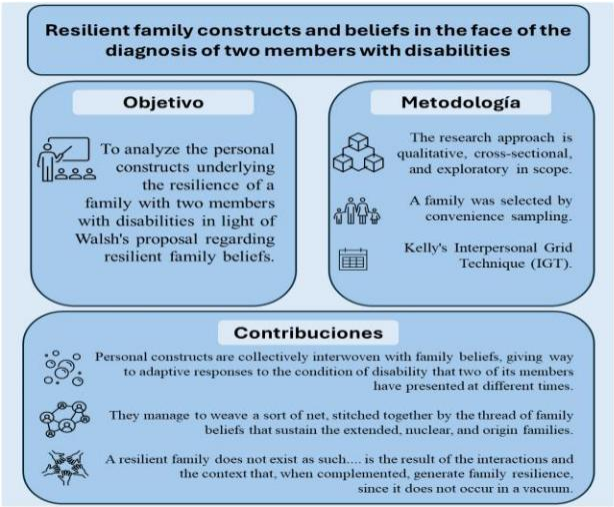 Resilient family constructs and beliefs in the face of the
diagnosis of two members with disabilities
Objetivo
To analyze the personal
constructs underlying
the resilience of a
family with two members
with disabilities in light of
Walsh's proposal regarding
resilient family beliefs.
Metodología
The research approach is
qualitative, cross-sectional,
and exploratory in scope.
A family was selected by
convenience sampling.
Kelly's Interpersonal Grid
Technique (IGT).
Contribuciones
Personal constructs are collectively interwoven with family beliefs, giving way
to adaptive responses to the condition of disability that two of its members
have presented at different times.
They manage to weave a sort of net, stitched together by the thread of family
beliefs that sustain the extended, nuclear, and origin families.
A resilient family does not exist as such.... is the result of the interactions and
the context that, when complemented, generate family resilience,
since it does not occur in a vacuum.